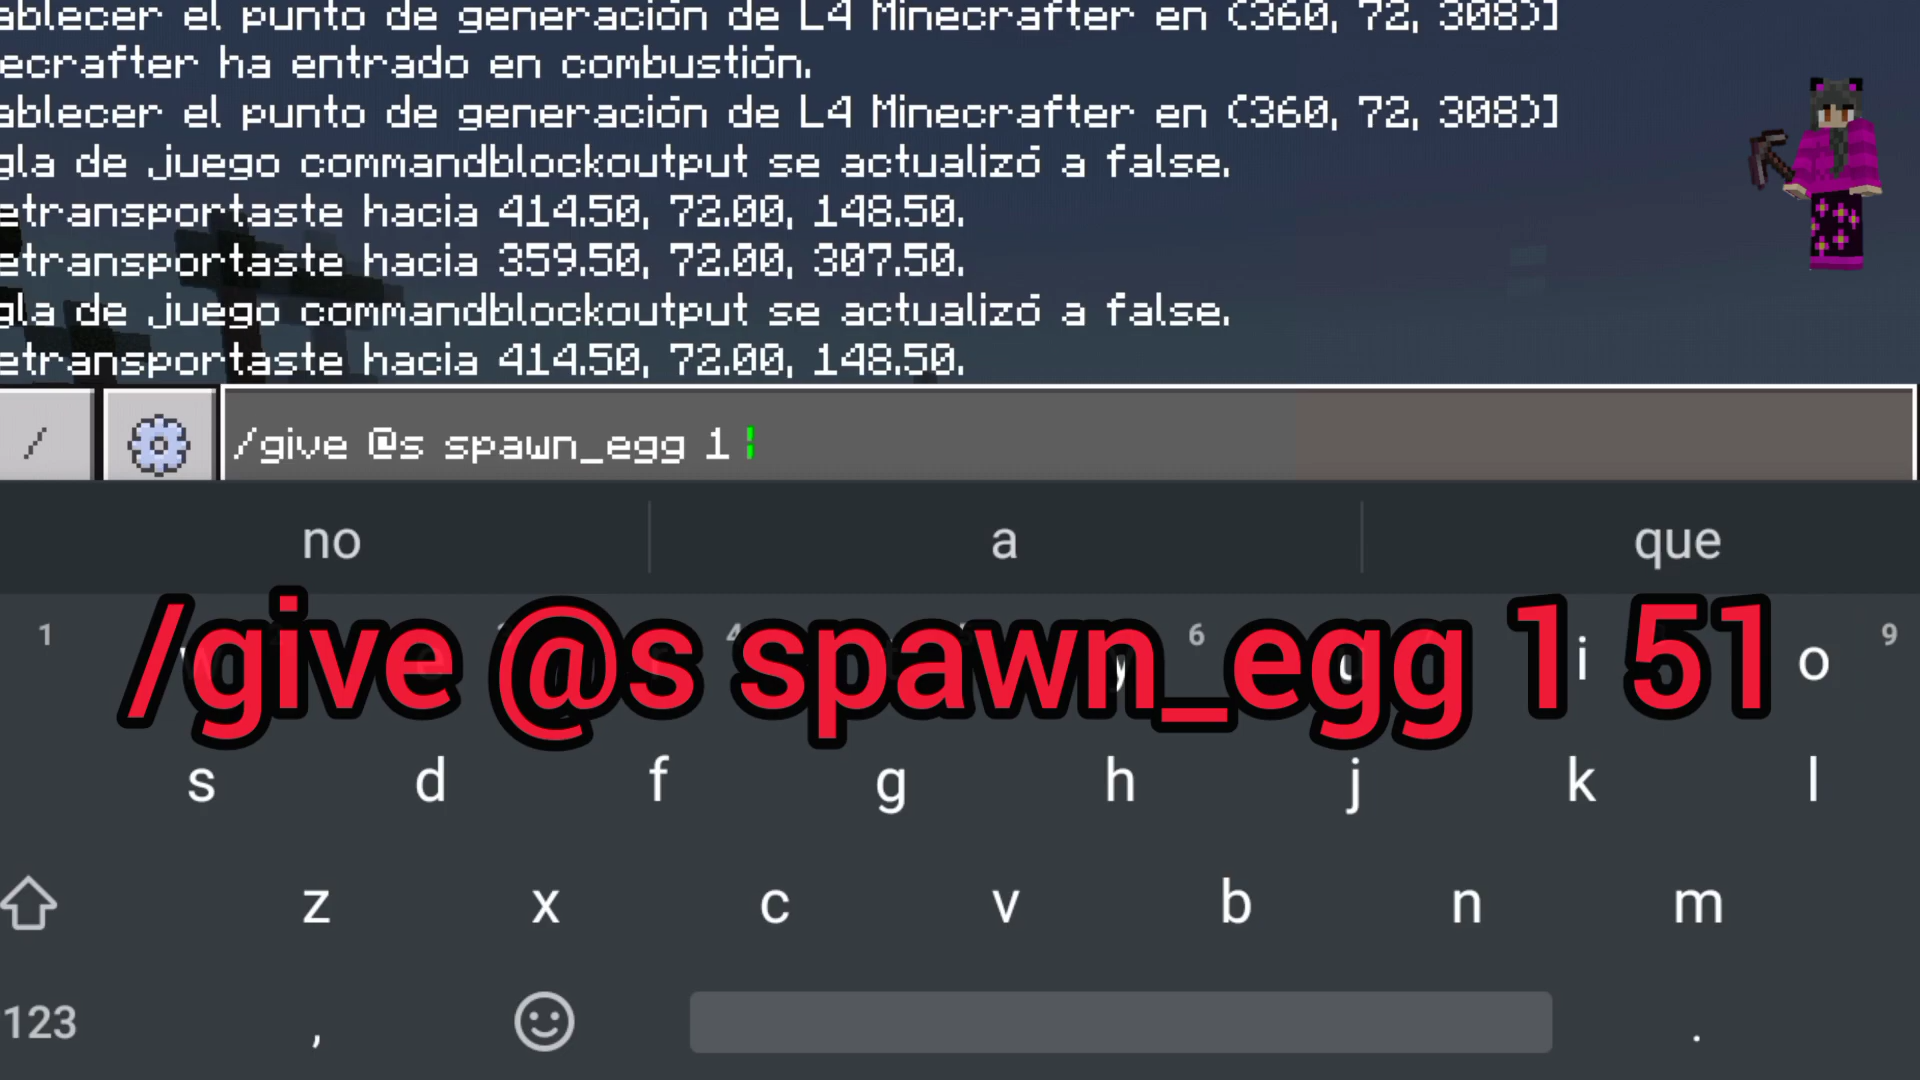 ablecer el punto de generación de L4 Minecrafter en (360, 72, 308)]
ecrafter ha entrado en combustión.
ablecer el punto de generación de L4 Minecrafter en (360, 72, 308)]
gla de juego commandblockoutput se actualizó a false.
etransportaste hacia 414.50, 72.00, 148.50.
etransportaste hacia 359.50, 72.00, 307.50.
gla de juego commandblockoutput se actualizó a false.
etransportaste hacia 414.50, 72.00, 148.50.
/ /give @s spawn_egg 1
no a que
/give @s spawn_egg 1 51
1 4 6 i o 9
s d f g h j k l
z x c v b n m
123 , .